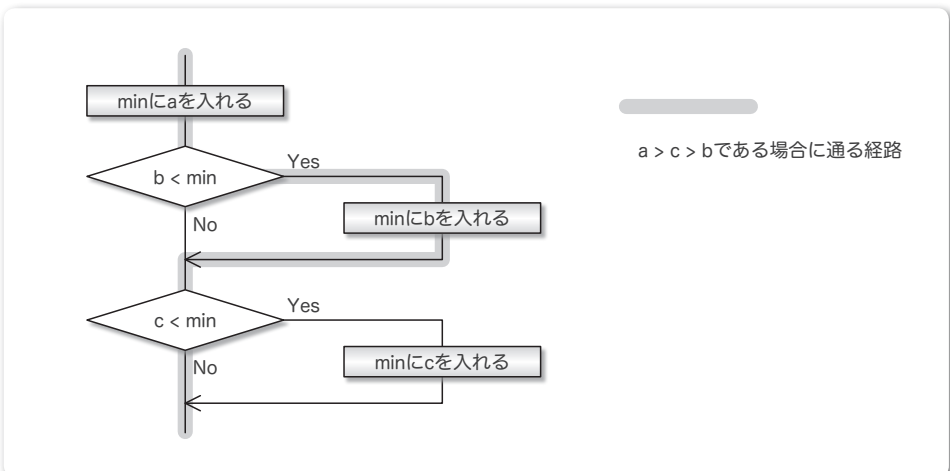 minにaを入れる
b < min
Yes
No
minにbを入れる
c < min
Yes
No
minにcを入れる
a > c > bである場合に通る経路